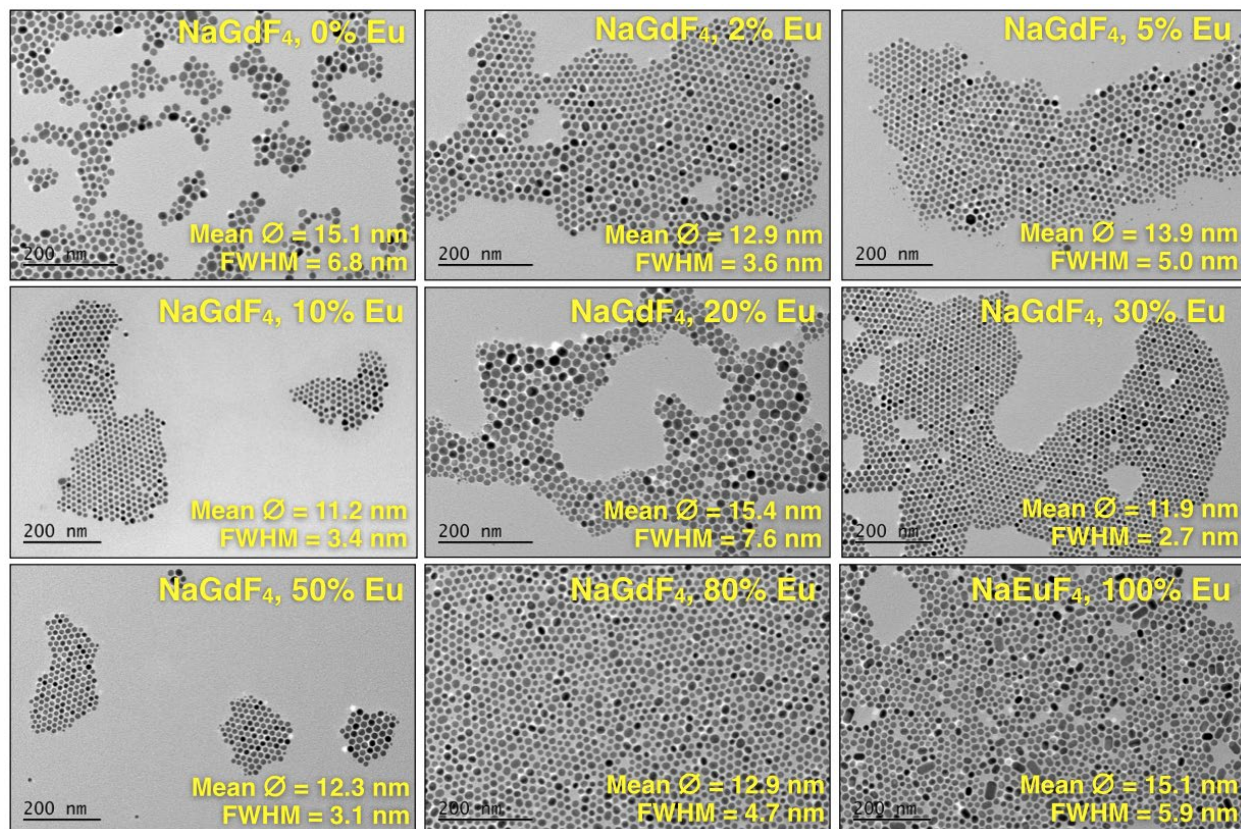 NaGdF₄, 0% Eu
Mean Ø = 15.1 nm
FWHM = 6.8 nm
200 nm
NaGdF₄, 2% Eu
Mean Ø = 12.9 nm
FWHM = 3.6 nm
200 nm
NaGdF₄, 5% Eu
Mean Ø = 13.9 nm
FWHM = 5.0 nm
200 nm
NaGdF₄, 10% Eu
Mean Ø = 11.2 nm
FWHM = 3.4 nm
200 nm
NaGdF₄, 20% Eu
Mean Ø = 15.4 nm
FWHM = 7.6 nm
200 nm
NaGdF₄, 30% Eu
Mean Ø = 11.9 nm
FWHM = 2.7 nm
200 nm
NaGdF₄, 50% Eu
Mean Ø = 12.3 nm
FWHM = 3.1 nm
200 nm
NaGdF₄, 80% Eu
Mean Ø = 12.9 nm
FWHM = 4.7 nm
200 nm
NaEuF₄, 100% Eu
Mean Ø = 15.1 nm
FWHM = 5.9 nm
200 nm